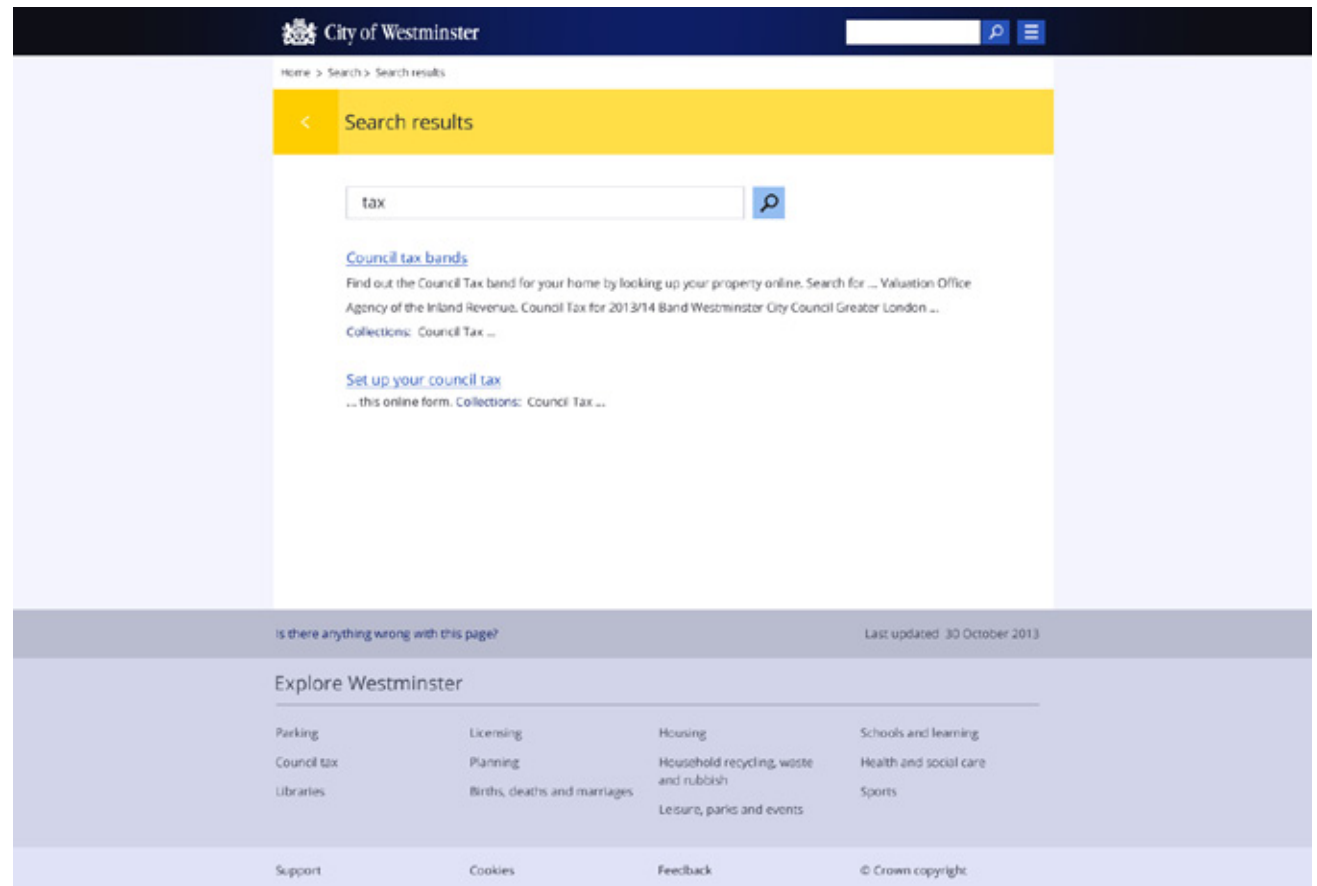 City of Westminster
Home > Search > Search results
Search results
tax
Council tax bands
Find out the Council Tax band for your home by looking up your property online. Search for ... Valuation Office
Agency of the Inland Revenue. Council Tax for 2013/14 Band Westminster City Council Greater London ...
Collections: Council Tax ...
Set up your council tax
... this online form. Collections: Council Tax ...
Is there anything wrong with this page?
Last updated 30 October 2013
Explore Westminster
Parking
Council tax
Libraries
Licensing
Planning
Births, deaths and marriages
Housing
Household recycling, waste
and rubbish
Leisure, parks and events
Schools and learning
Health and social care
Sports
Support
Cookies
Feedback
© Crown copyright